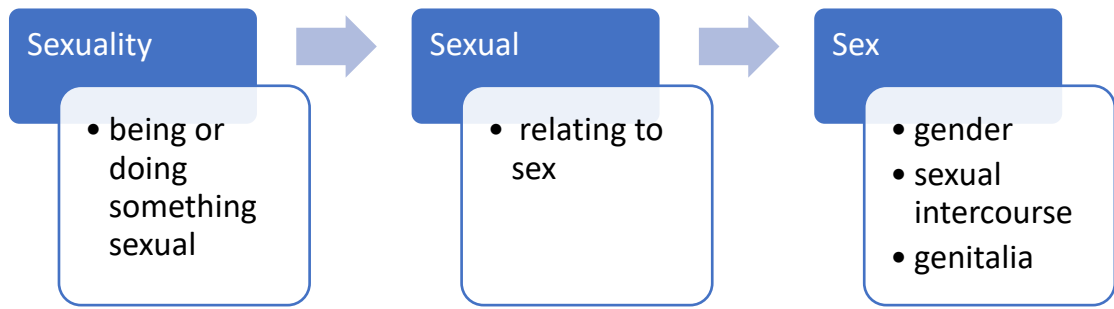 Sexuality
• being or
doing
something
sexual
Sexual
• relating to
sex
Sex
• gender
• sexual
intercourse
• genitalia